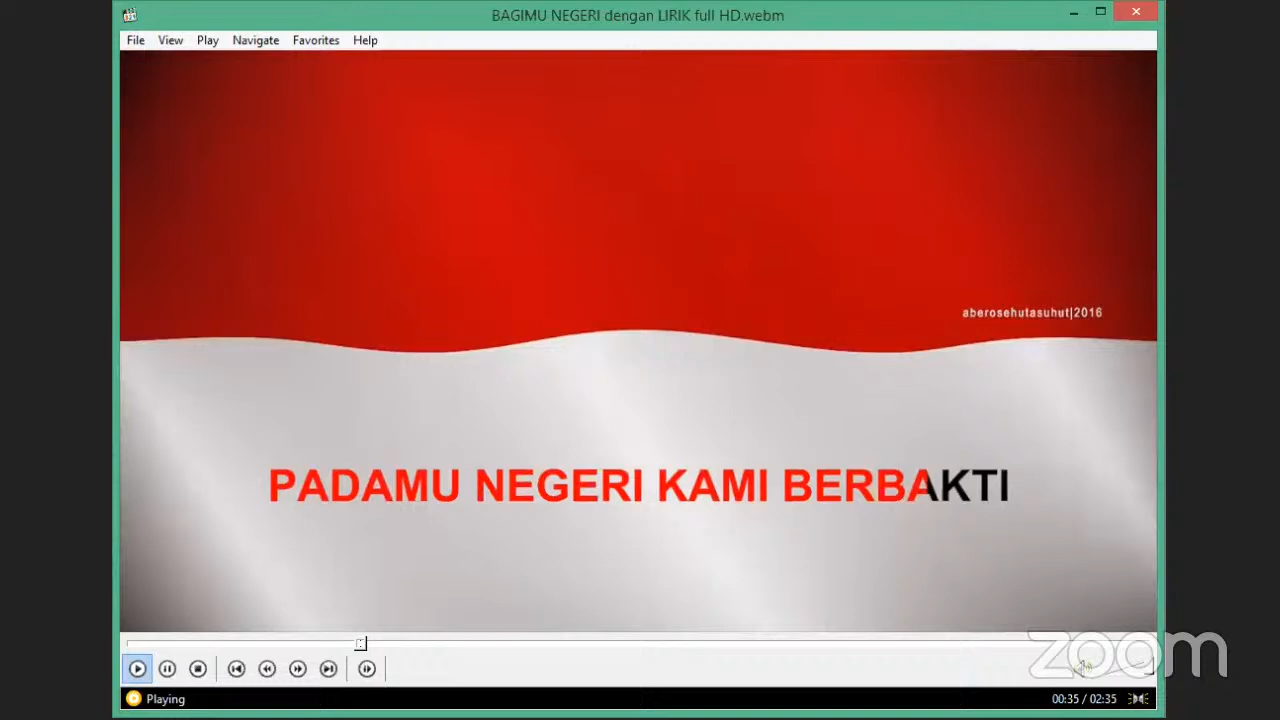 BAGIMU NEGERI dengan LIRIK full HD.webm
File View Play Navigate Favorites Help
aberosehutasuhut|2016
PADAMU NEGERI KAMI BERBAKTI
zoom
Playing 00:35 / 02:35